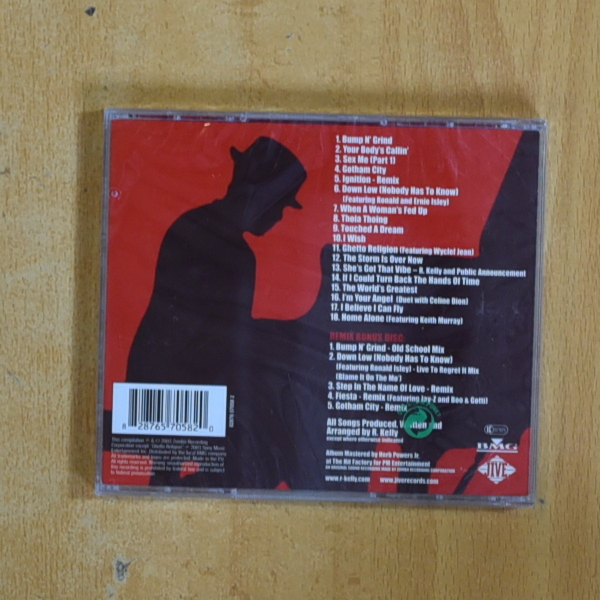 1. Bump N' Grind
2. Your Body's Callin'
3. Sex Me (Part 1)
4. Gotham City
5. Ignition - Remix
6. Down Low (Nobody Has To Know)
(Featuring Ronald and Ernie Isley)
7. When A Woman's Fed Up
8. Thoia Thoing
9. Touched A Dream
10. I Wish
11. Ghetto Religion (Featuring Wyclef Jean)
12. The Storm Is Over Now
13. She's Got That Vibe – R. Kelly and Public Announcement
14. If I Could Turn Back The Hands Of Time
15. The World's Greatest
16. I'm Your Angel (Duet with Celine Dion)
17. I Believe I Can Fly
18. Home Alone (Featuring Keith Murray)
REMIX BONUS DISC:
1. Bump N' Grind - Old School Mix
2. Down Low (Nobody Has To Know)
(Featuring Ronald Isley) - Live To Regret It Mix
(Blame It On The Mo')
3. Step In The Name Of Love - Remix
4. Fiesta - Remix (Featuring Jay-Z and Boo & Gotti)
5. Gotham City - Remix
All Songs Produced, Written and
Arranged by R. Kelly
except where otherwise indicated
Album Mastered by Herb Powers Jr.
at The Hit Factory for PM Entertainment
www.r-kelly.com www.jiverecords.com
BMG
JIVE
8 28765 70582 0